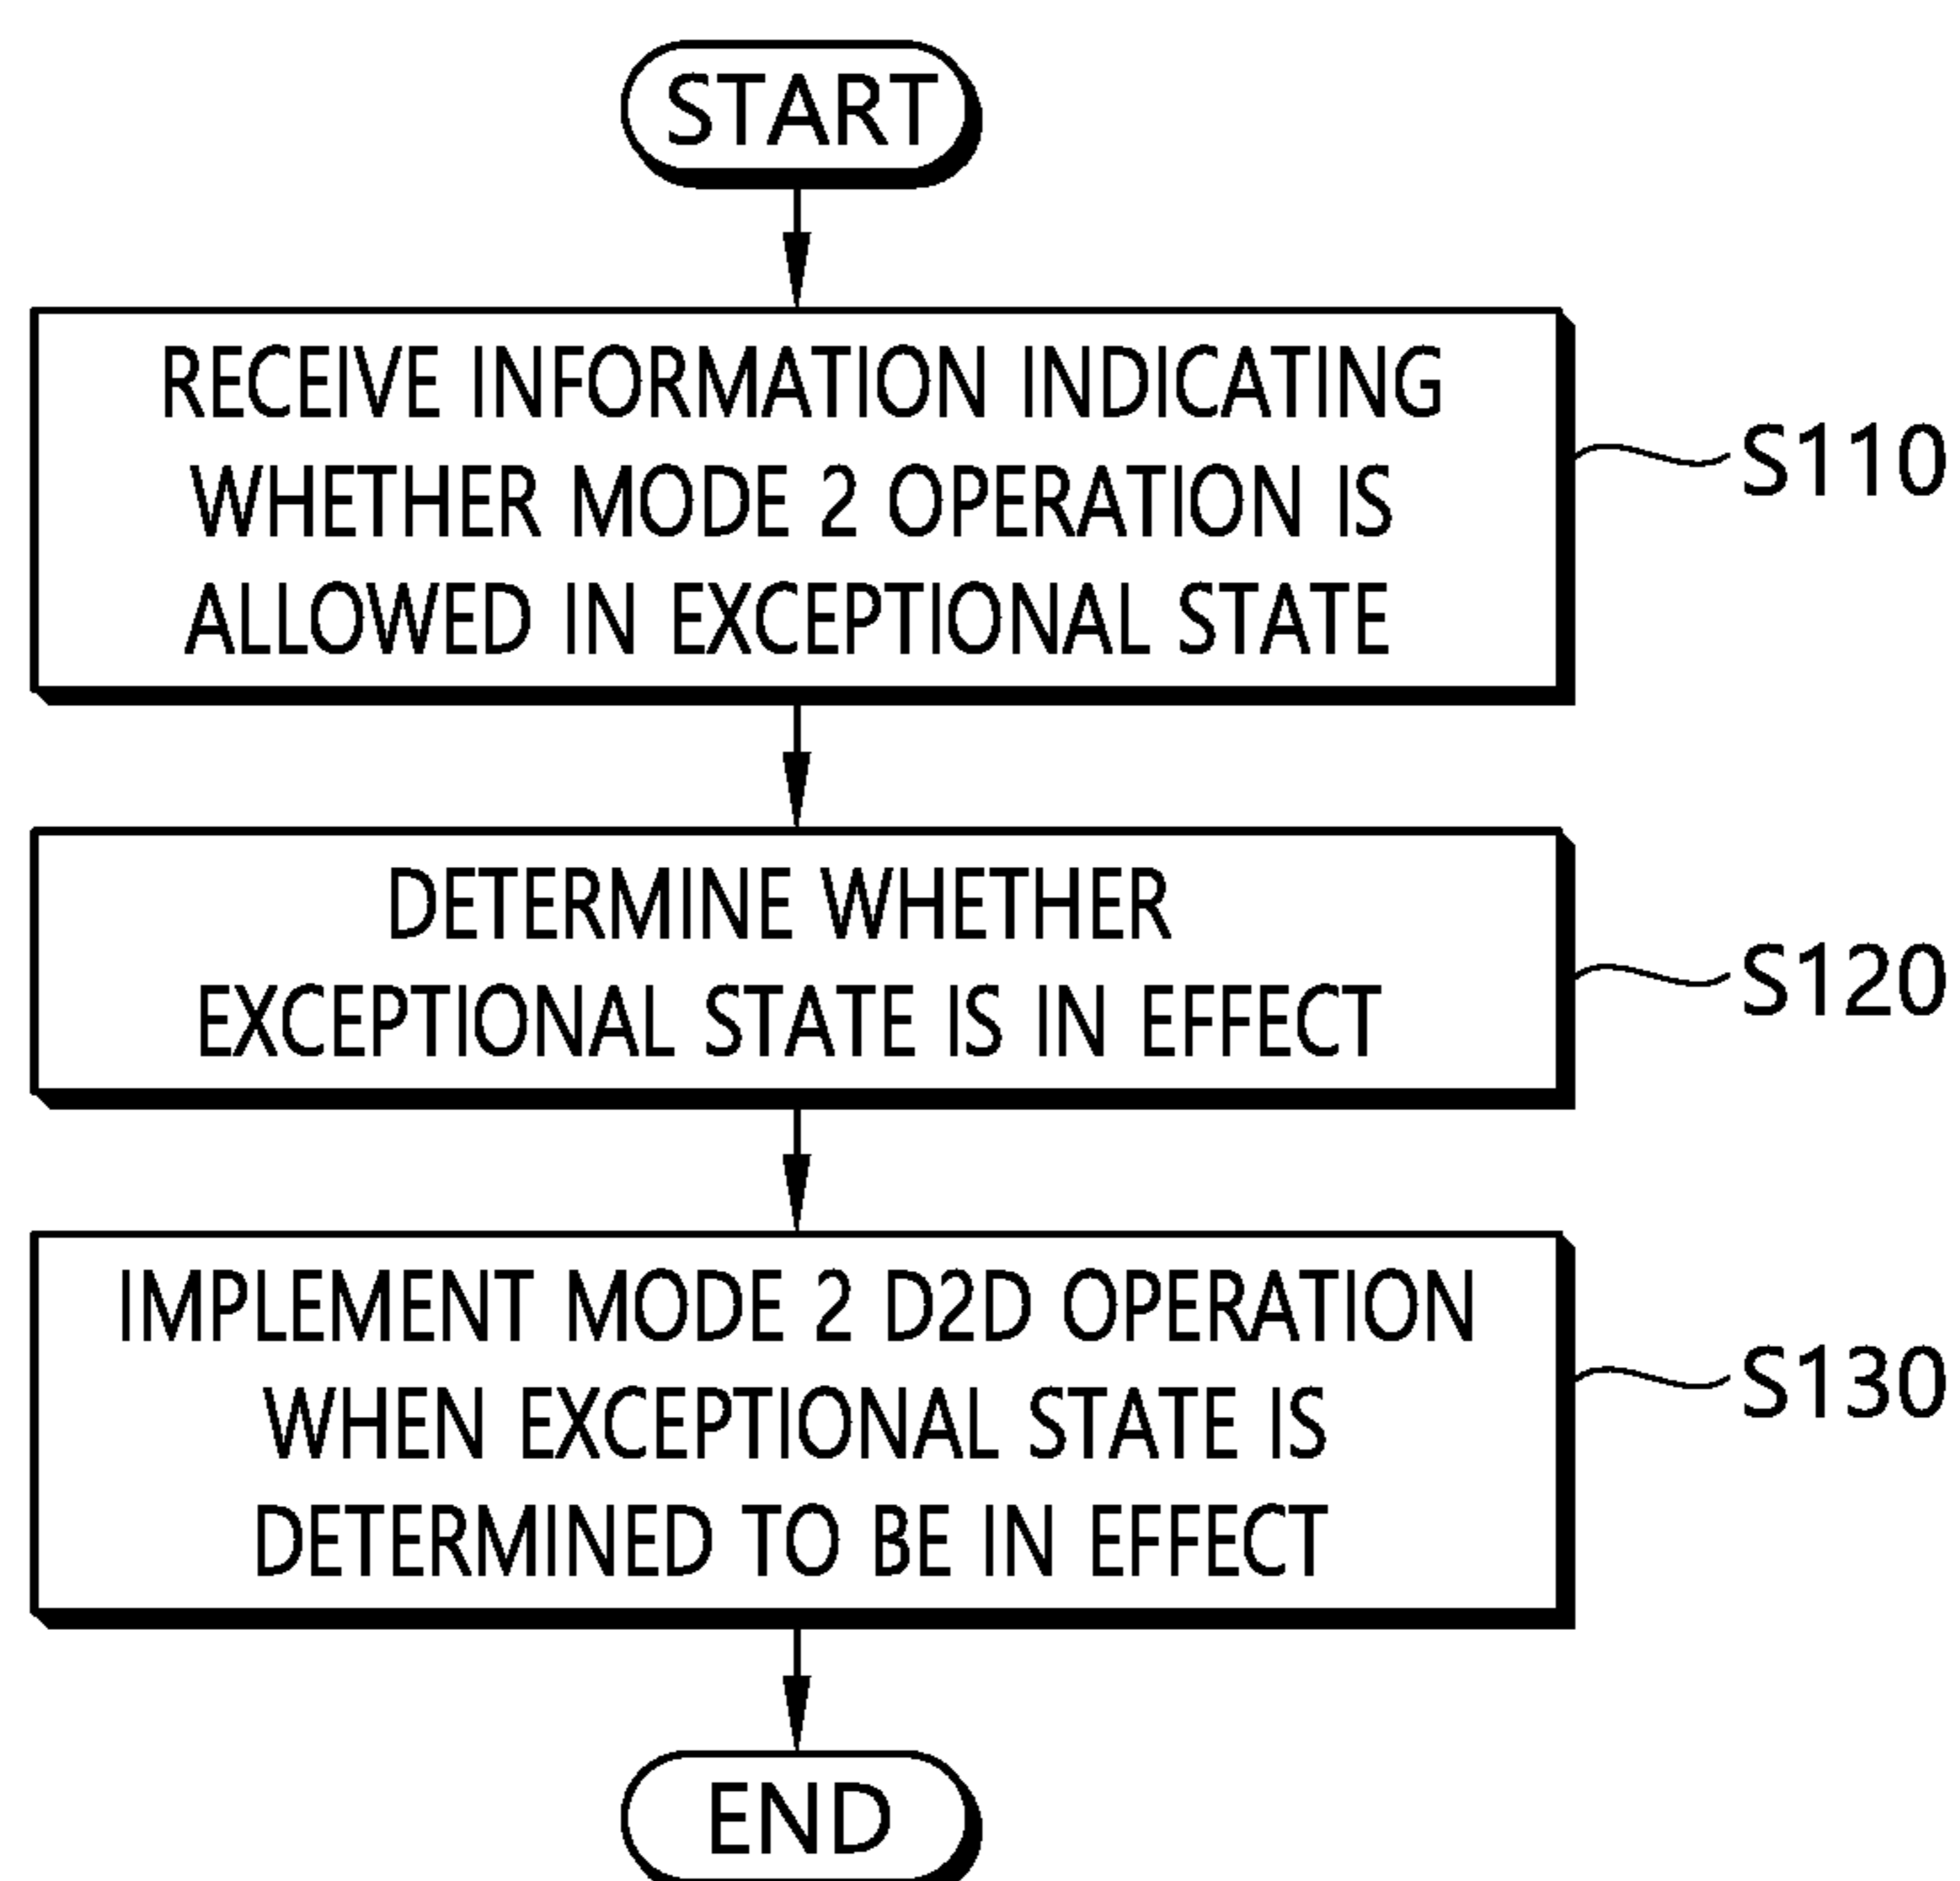 START
RECEIVE INFORMATION INDICATING
WHETHER MODE 2 OPERATION IS
ALLOWED IN EXCEPTIONAL STATE
S110
DETERMINE WHETHER
EXCEPTIONAL STATE IS IN EFFECT
S120
IMPLEMENT MODE 2 D2D OPERATION
WHEN EXCEPTIONAL STATE IS
DETERMINED TO BE IN EFFECT
S130
END